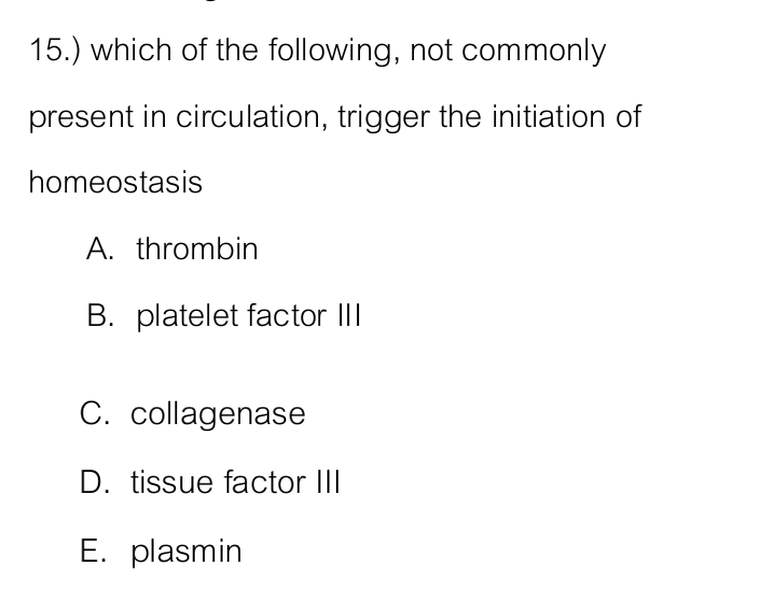 15.) which of the following, not commonly
present in circulation, trigger the initiation of
homeostasis
A. thrombin
B. platelet factor III
C. collagenase
D. tissue factor III
E. plasmin